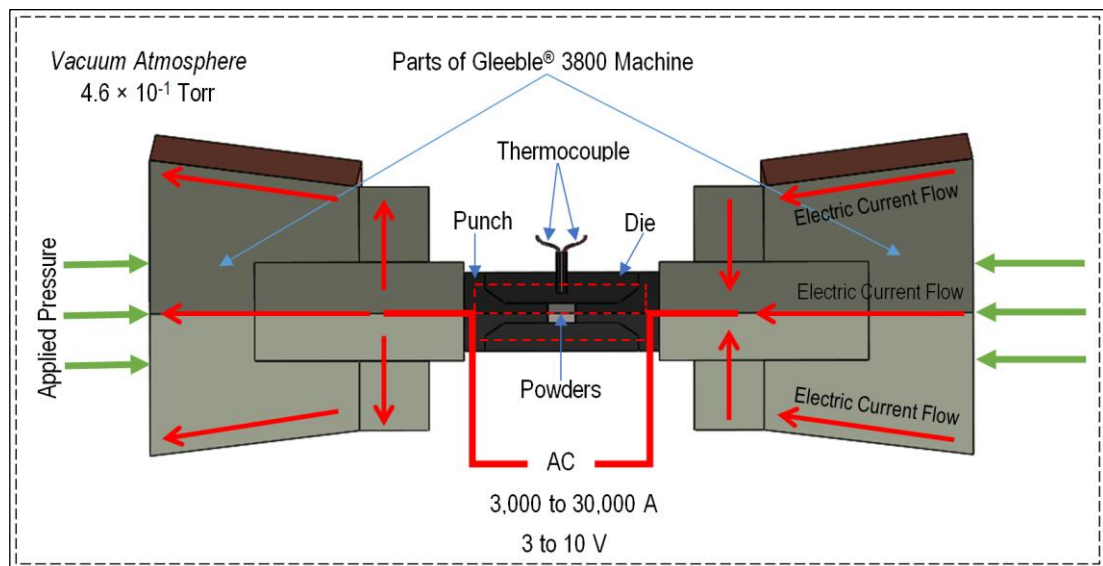 Vacuum Atmosphere
4.6 × 10⁻¹ Torr
Parts of Gleeble® 3800 Machine
Thermocouple
Punch
Die
Electric Current Flow
Applied Pressure
Electric Current Flow
Powders
Electric Current Flow
AC
3,000 to 30,000 A
3 to 10 V